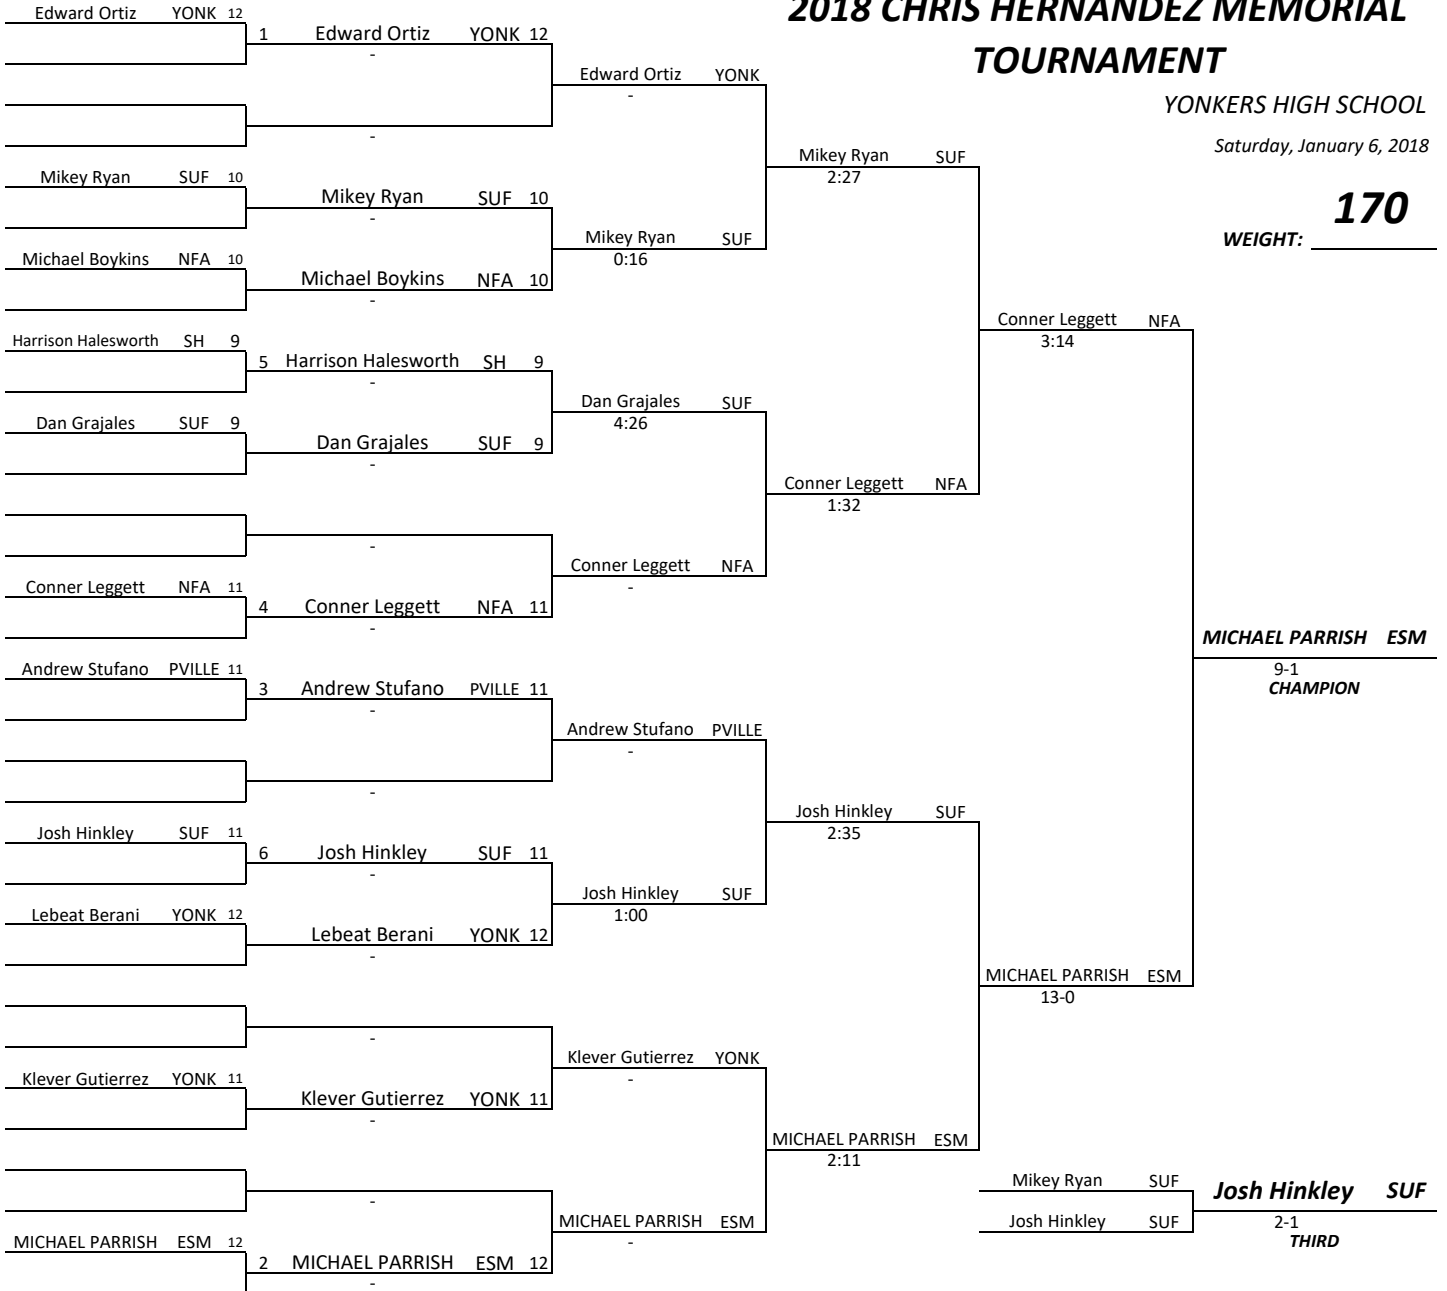 2018 CHRIS HERNANDEZ MEMORIAL
TOURNAMENT
YONKERS HIGH SCHOOL
Saturday, January 6, 2018
170
WEIGHT:
Edward Ortiz YONK 12
Mikey Ryan SUF 10
Michael Boykins NFA 10
Harrison Halesworth SH 9
Dan Grajales SUF 9
Conner Leggett NFA 11
Andrew Stufano PVILLE 11
Josh Hinkley SUF 11
Lebeat Berani YONK 12
Klever Gutierrez YONK 11
MICHAEL PARRISH ESM 12
1 Edward Ortiz YONK 12
-
-
Mikey Ryan SUF 10
-
Michael Boykins NFA 10
-
5 Harrison Halesworth SH 9
-
Dan Grajales SUF 9
-
-
4 Conner Leggett NFA 11
-
3 Andrew Stufano PVILLE 11
-
-
6 Josh Hinkley SUF 11
-
Lebeat Berani YONK 12
-
-
Klever Gutierrez YONK 11
-
-
2 MICHAEL PARRISH ESM 12
-
Edward Ortiz YONK
-
Mikey Ryan SUF
0:16
Dan Grajales SUF
4:26
Conner Leggett NFA
-
Andrew Stufano PVILLE
-
Josh Hinkley SUF
1:00
Klever Gutierrez YONK
-
MICHAEL PARRISH ESM
-
Mikey Ryan SUF
2:27
Conner Leggett NFA
1:32
Josh Hinkley SUF
2:35
MICHAEL PARRISH ESM
2:11
Conner Leggett NFA
3:14
MICHAEL PARRISH ESM
13-0
MICHAEL PARRISH ESM
9-1
CHAMPION
Mikey Ryan SUF
Josh Hinkley SUF
Josh Hinkley SUF
2-1
THIRD